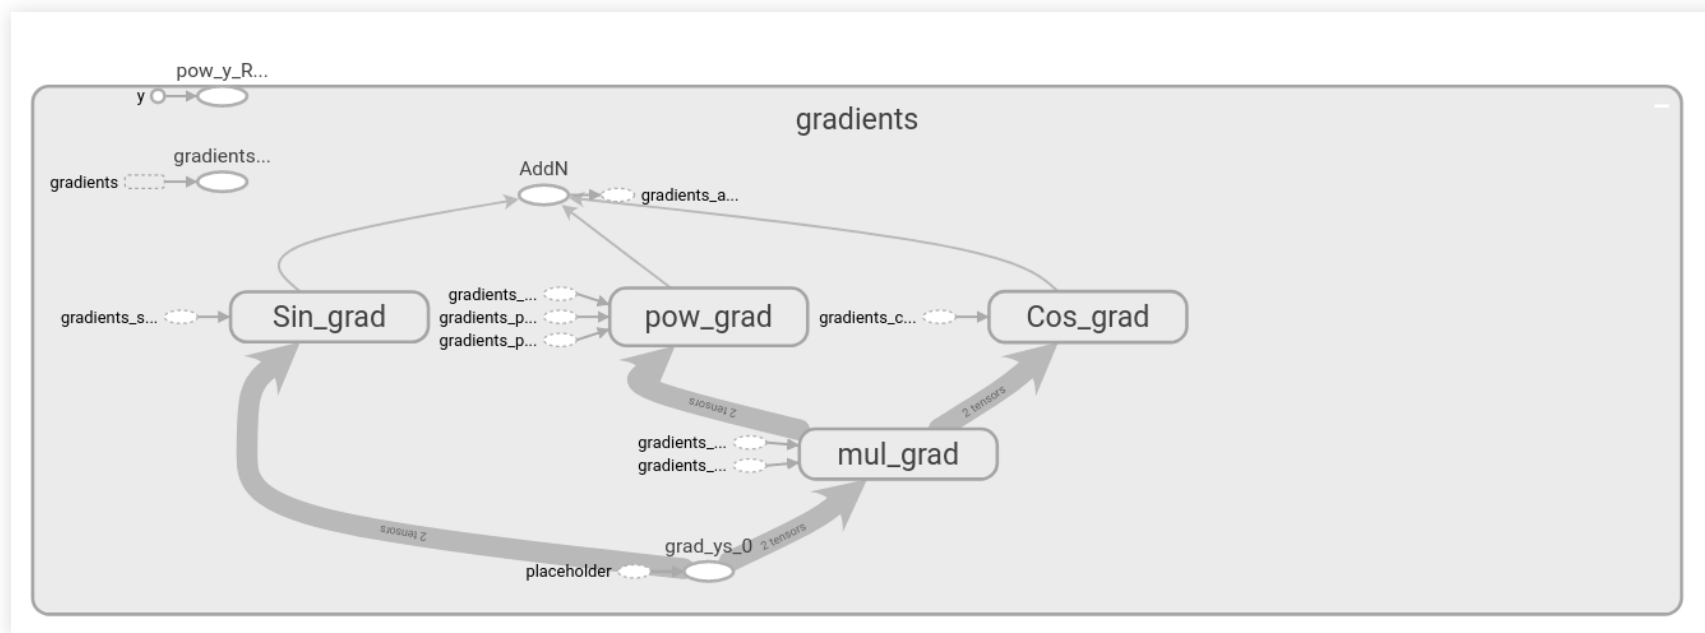 pow_y_R...
y
gradients
gradients...
gradients
AddN
gradients_a...
gradients_s...
Sin_grad
gradients_...
gradients_p...
gradients_p...
pow_grad
gradients_c...
Cos_grad
2 tensors
2 tensors
gradients_...
gradients_...
mul_grad
2 tensors
2 tensors
grad_ys_0
placeholder